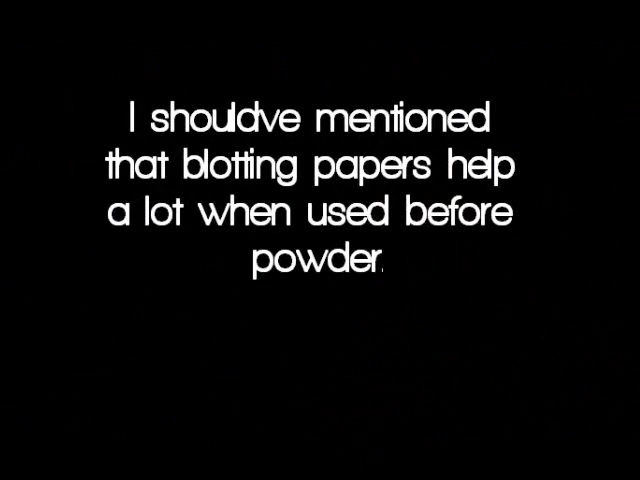 I shouldve mentioned
that blotting papers help
a lot when used before
powder.